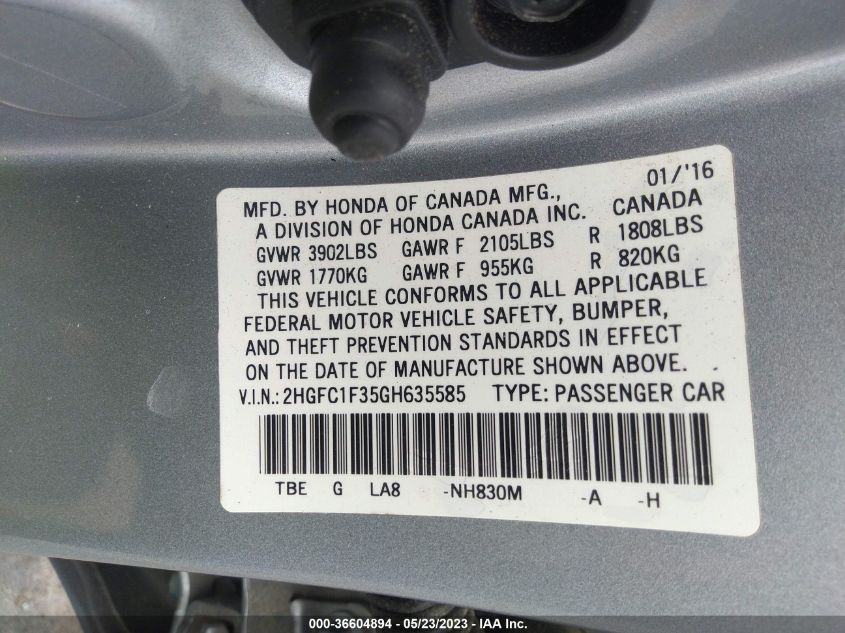 01/'16
MFD. BY HONDA OF CANADA MFG.,
A DIVISION OF HONDA CANADA INC. CANADA
GVWR 3902LBS GAWR F 2105LBS R 1808LBS
GVWR 1770KG GAWR F 955KG R 820KG
THIS VEHICLE CONFORMS TO ALL APPLICABLE
FEDERAL MOTOR VEHICLE SAFETY, BUMPER,
AND THEFT PREVENTION STANDARDS IN EFFECT
ON THE DATE OF MANUFACTURE SHOWN ABOVE.
V.I.N.: 2HGFC1F35GH635585 TYPE: PASSENGER CAR
TBE G LA8 -NH830M -A -H
000-36604894 - 05/23/2023 - IAA Inc.